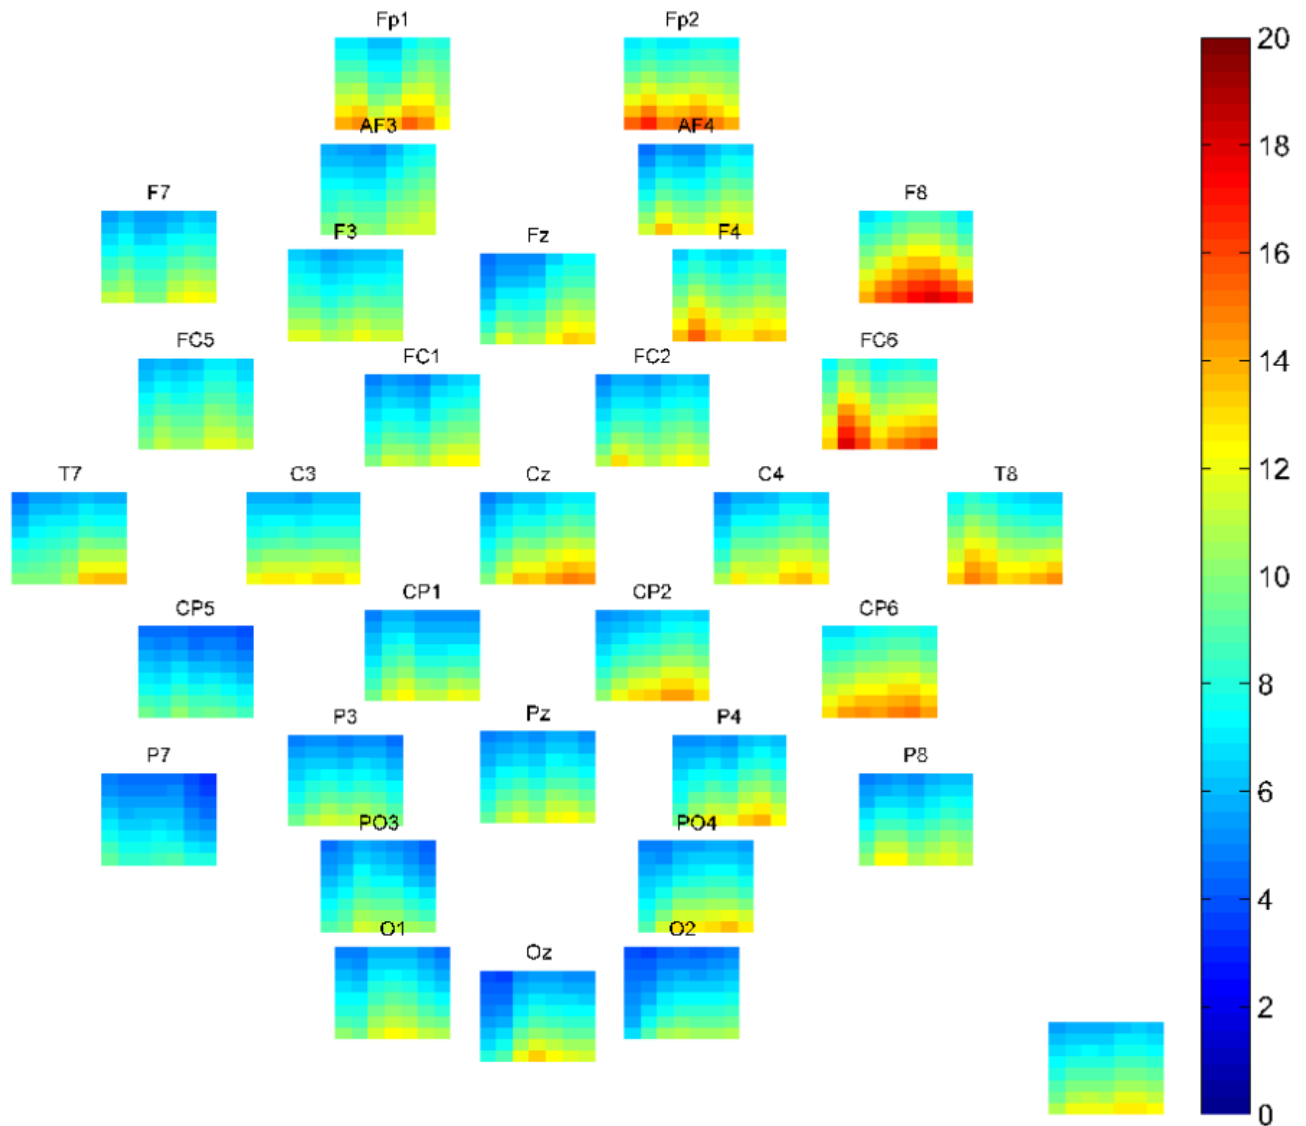 Fp1 Fp2
AF3 AF4
F7 F8
F3 Fz F4
FC5 FC6
FC1 FC2
T7 C3 Cz C4 T8
CP5 CP1 CP2 CP6
P3 Pz P4
P7 P8
PO3 PO4
O1 Oz O2
20
18
16
14
12
10
8
6
4
2
0